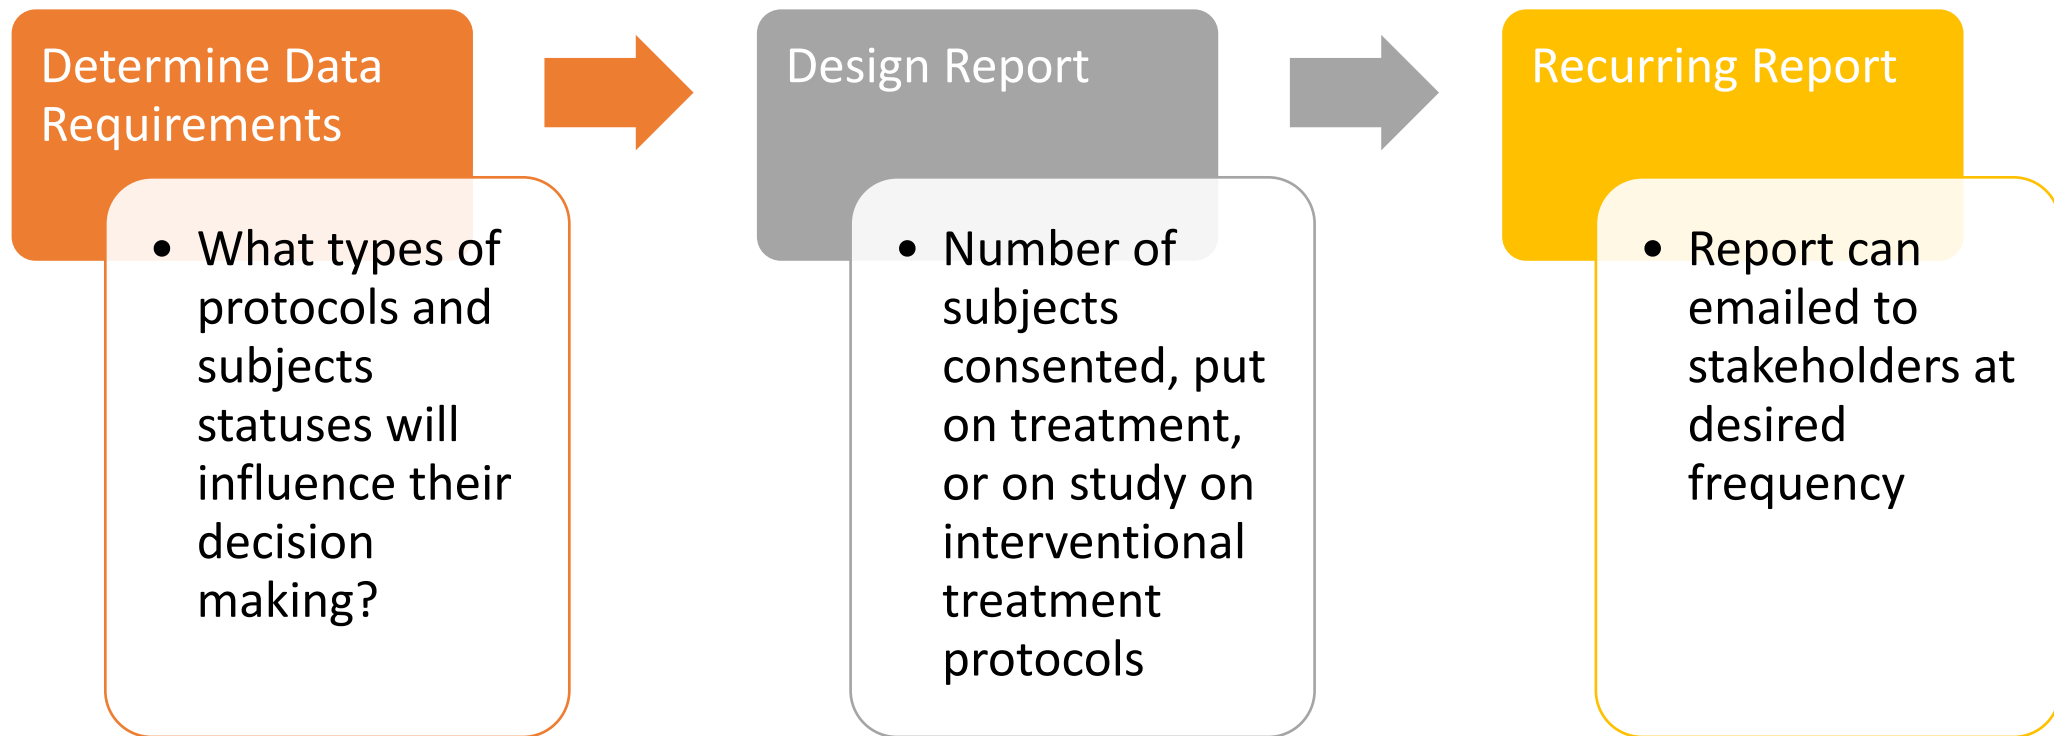 Determine Data
Requirements
• What types of
protocols and
subjects
statuses will
influence their
decision
making?
Design Report
• Number of
subjects
consented, put
on treatment,
or on study on
interventional
treatment
protocols
Recurring Report
• Report can
emailed to
stakeholders at
desired
frequency